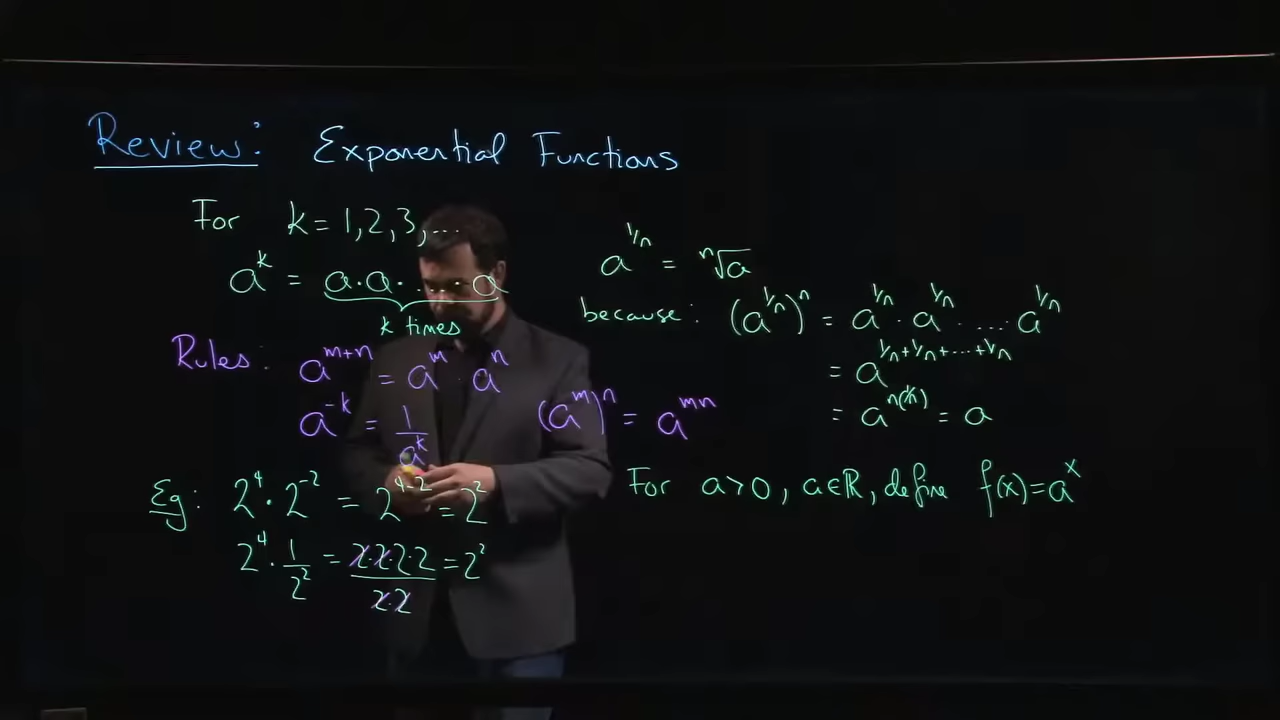 Review: Exponential Functions
For k = 1, 2, 3, ...
a^k = a·a· ... ·a
k times
Rules: a^{m+n} = a^m · a^n
a^{-k} = 1/a^k (a^m)^n = a^{mn}
Eg: 2^4 · 2^{-2} = 2^{4-2} = 2^2
2^4 · 1/2^2 = 2·2·2·2/2·2 = 2^2
a^{1/n} = ⁿ√a
because: (a^{1/n})^n = a^{1/n} · a^{1/n} · .... a^{1/n}
= a^{1/n+1/n+...+1/n}
= a^{n(1/n)} = a
For a>0, a∈ℝ, define f(x)=a^x